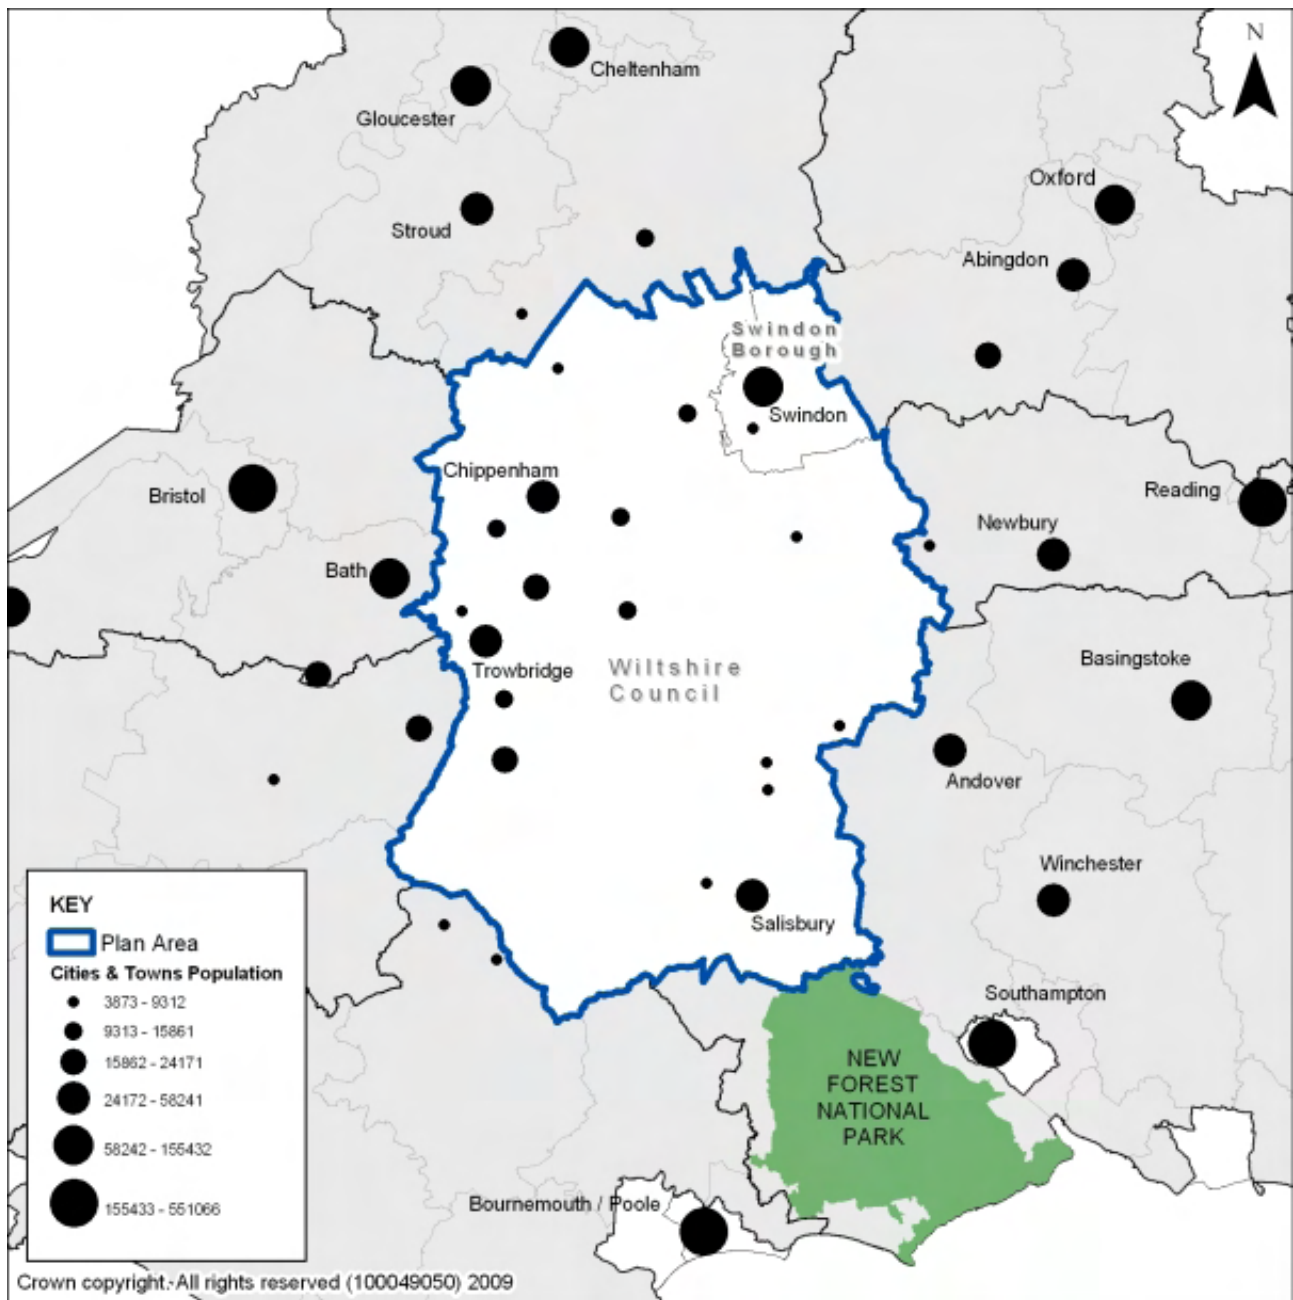 N
Cheltenham
Gloucester
Oxford
Stroud
Abingdon
Swindon
Borough
Swindon
Chippenham
Bristol
Reading
Newbury
Bath
Basingstoke
Trowbridge
Wiltshire
Council
Andover
Winchester
Salisbury
KEY
Plan Area
Cities & Towns Population
3873 - 9312
9313 - 15861
15862 - 24171
24172 - 58241
58242 - 155432
155433 - 551066
Southampton
NEW
FOREST
NATIONAL
PARK
Bournemouth / Poole
Crown copyright.-All rights reserved (100049050) 2009